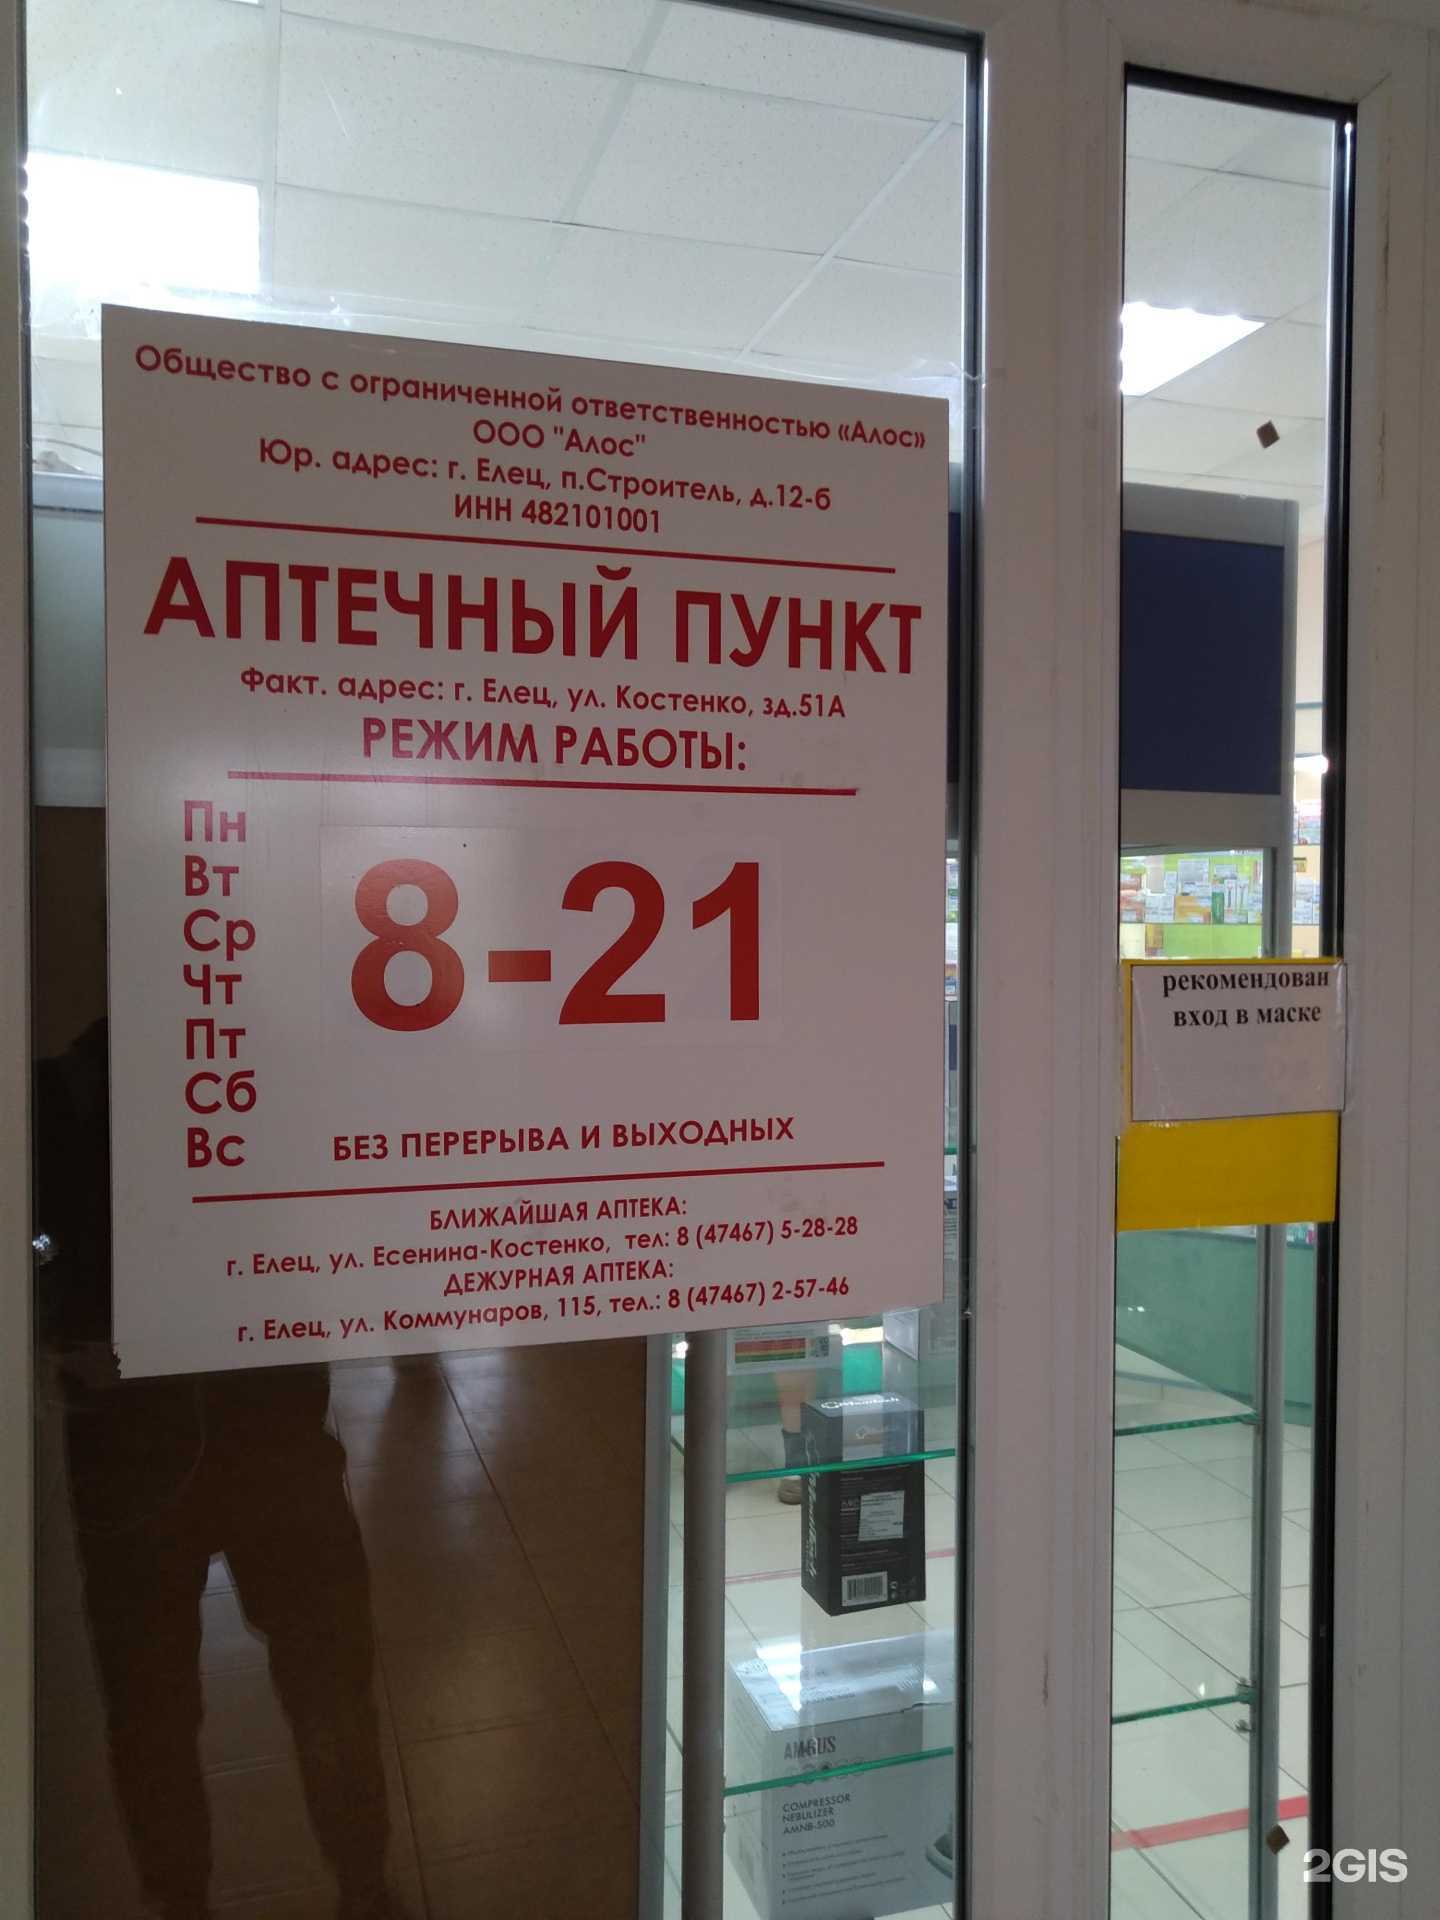 Общество с ограниченной ответственностью «Алос»
ООО "Алос"
Юр. адрес: г. Елец, п.Строитель, д.12-б
ИНН 482101001
АПТЕЧНЫЙ ПУНКТ
Факт. адрес: г. Елец, ул. Костенко, зд.51А
РЕЖИМ РАБОТЫ:
Пн
Вт
Ср
Чт
Пт
Сб
Вс
8-21
БЕЗ ПЕРЕРЫВА И ВЫХОДНЫХ
БЛИЖАЙШАЯ АПТЕКА:
г. Елец, ул. Есенина-Костенко, тел: 8 (47467) 5-28-28
ДЕЖУРНАЯ АПТЕКА:
г. Елец, ул. Коммунаров, 115, тел.: 8 (47467) 2-57-46
рекомендован
вход в маске
AMRUS
COMPRESSOR
NEBULIZER
AMNB-500
2GIS